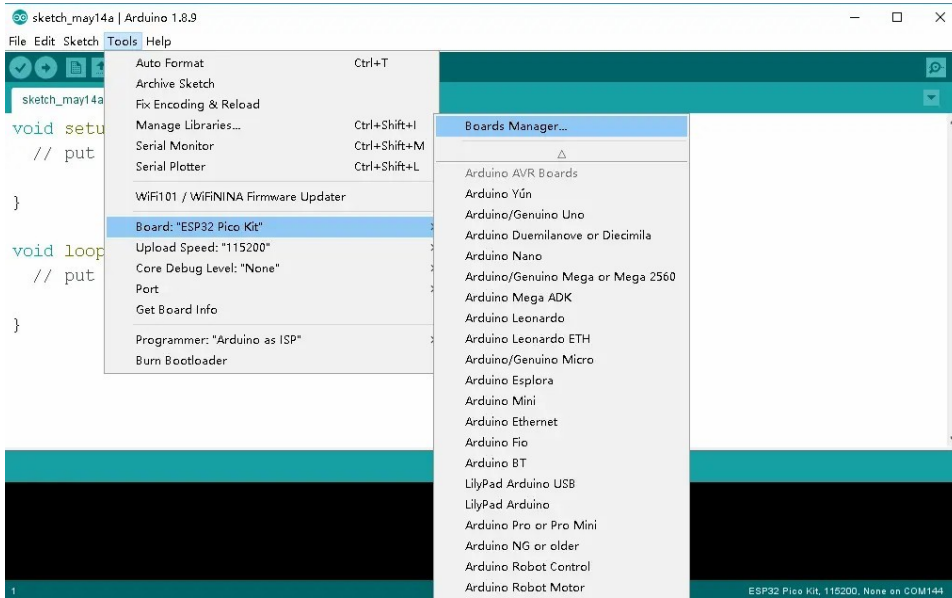 sketch_may14a | Arduino 1.8.9
File Edit Sketch Tools Help
sketch_may14a
void setu
// put
}
void loop
// put
}
Auto Format Ctrl+T
Archive Sketch
Fix Encoding & Reload
Manage Libraries... Ctrl+Shift+I
Serial Monitor Ctrl+Shift+M
Serial Plotter Ctrl+Shift+L
WiFi101 / WiFiNINA Firmware Updater
Board: "ESP32 Pico Kit"
Upload Speed: "115200"
Core Debug Level: "None"
Port
Get Board Info
Programmer: "Arduino as ISP"
Burn Bootloader
Boards Manager...
Arduino AVR Boards
Arduino Yún
Arduino/Genuino Uno
Arduino Duemilanove or Diecimila
Arduino Nano
Arduino/Genuino Mega or Mega 2560
Arduino Mega ADK
Arduino Leonardo
Arduino Leonardo ETH
Arduino/Genuino Micro
Arduino Esplora
Arduino Mini
Arduino Ethernet
Arduino Fio
Arduino BT
LilyPad Arduino USB
LilyPad Arduino
Arduino Pro or Pro Mini
Arduino NG or older
Arduino Robot Control
Arduino Robot Motor
1
ESP32 Pico Kit, 115200, None on COM144